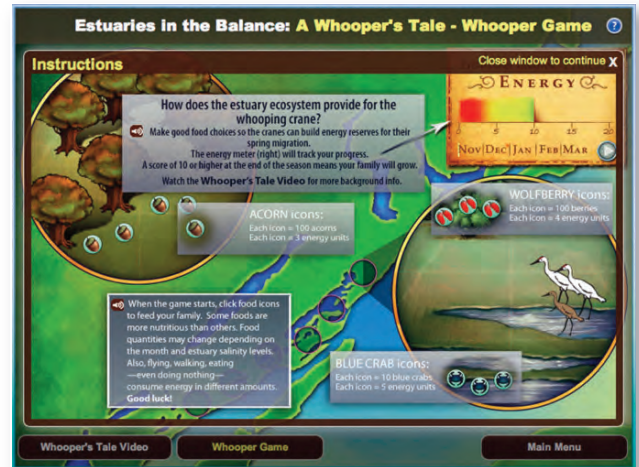 Estuaries in the Balance: A Whooper's Tale - Whooper Game ?
Instructions
Close window to continue X
How does the estuary ecosystem provide for the
whooping crane?
Make good food choices so the cranes can build energy reserves for their
spring migration.
The energy meter (right) will track your progress.
A score of 10 or higher at the end of the season means your family will grow.
Watch the Whooper's Tale Video for more background info.
ENERGY
0 5 10 15 20
NOV DEC JAN FEB MAR
ACORN icons:
Each icon = 100 acorns
Each icon = 3 energy units
WOLFBERRY icons:
Each icon = 100 berries
Each icon = 4 energy units
When the game starts, click food icons
to feed your family. Some foods are
more nutritious than others. Food
quantities may change depending on
the month and estuary salinity levels.
Also, flying, walking, eating
—even doing nothing—
consume energy in different amounts.
Good luck!
BLUE CRAB icons:
Each icon = 10 blue crabs
Each icon = 5 energy units
Whooper's Tale Video
Whooper Game
Main Menu